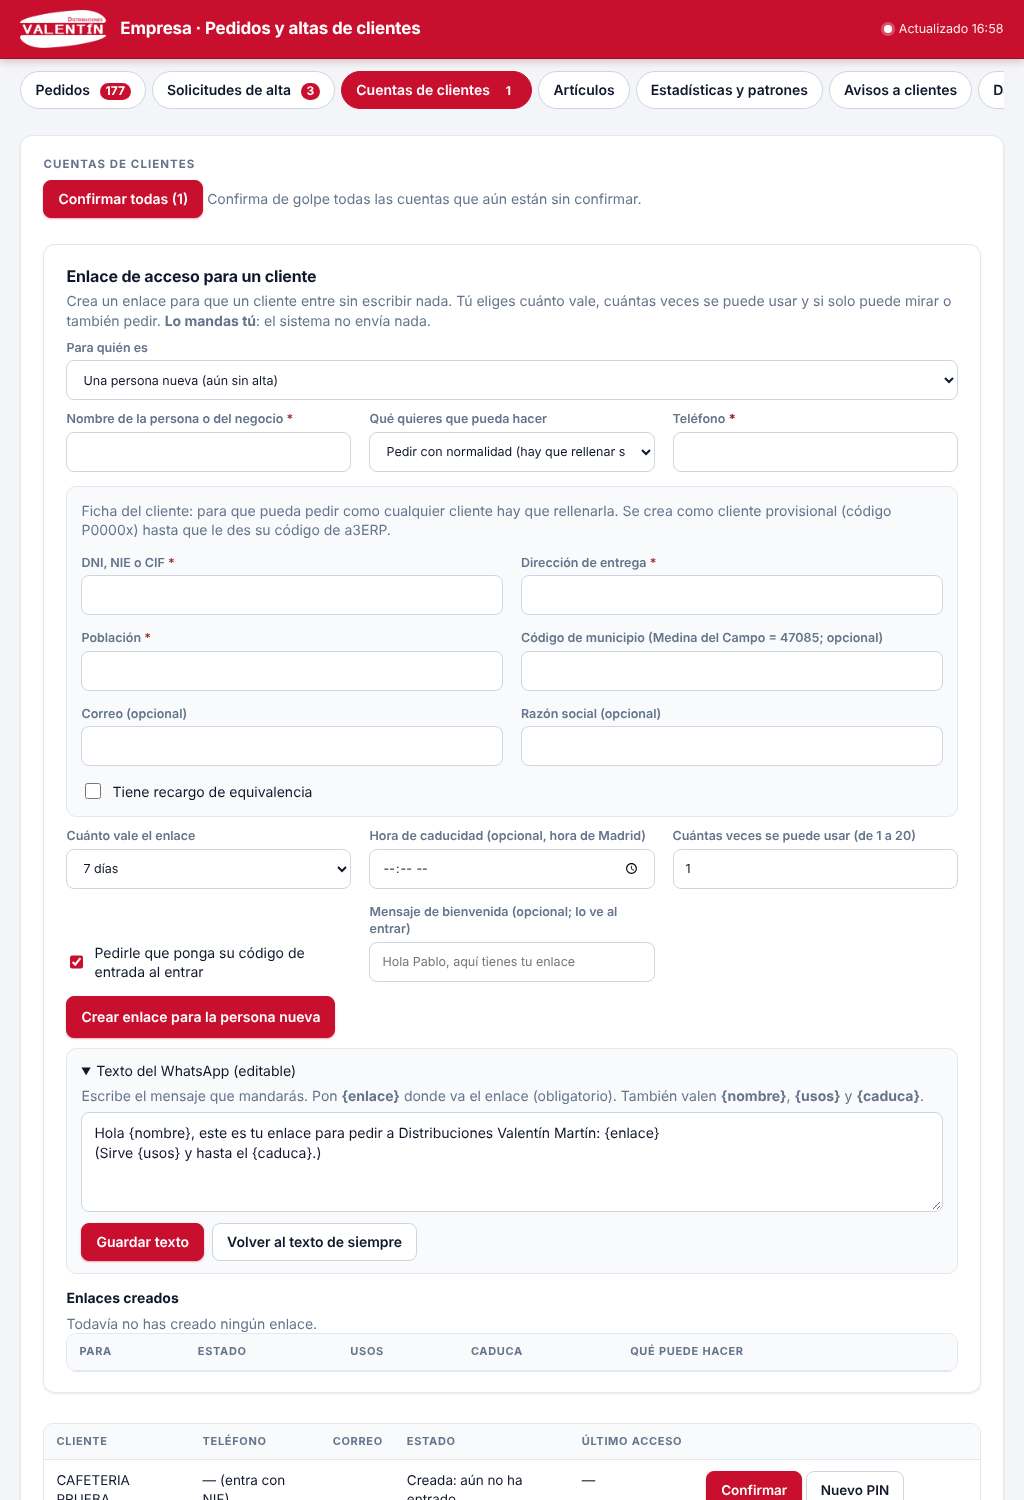 Distribuciones
VALENTÍN
Empresa · Pedidos y altas de clientes
Actualizado 16:58
Pedidos 177
Solicitudes de alta 3
Cuentas de clientes 1
Artículos
Estadísticas y patrones
Avisos a clientes
D
CUENTAS DE CLIENTES
Confirmar todas (1) Confirma de golpe todas las cuentas que aún están sin confirmar.
Enlace de acceso para un cliente
Crea un enlace para que un cliente entre sin escribir nada. Tú eliges cuánto vale, cuántas veces se puede usar y si solo puede mirar o
también pedir. Lo mandas tú: el sistema no envía nada.
Para quién es
Una persona nueva (aún sin alta)
Nombre de la persona o del negocio *
Qué quieres que pueda hacer
Teléfono *
Pedir con normalidad (hay que rellenar s
Ficha del cliente: para que pueda pedir como cualquier cliente hay que rellenarla. Se crea como cliente provisional (código
P0000x) hasta que le des su código de a3ERP.
DNI, NIE o CIF *
Dirección de entrega *
Población *
Código de municipio (Medina del Campo = 47085; opcional)
Correo (opcional)
Razón social (opcional)
Tiene recargo de equivalencia
Cuánto vale el enlace
Hora de caducidad (opcional, hora de Madrid)
Cuántas veces se puede usar (de 1 a 20)
7 días
--:-- --
1
Mensaje de bienvenida (opcional; lo ve al
entrar)
Pedirle que ponga su código de
entrada al entrar
Hola Pablo, aquí tienes tu enlace
Crear enlace para la persona nueva
Texto del WhatsApp (editable)
Escribe el mensaje que mandarás. Pon {enlace} donde va el enlace (obligatorio). También valen {nombre}, {usos} y {caduca}.
Hola {nombre}, este es tu enlace para pedir a Distribuciones Valentín Martín: {enlace}
(Sirve {usos} y hasta el {caduca}.)
Guardar texto
Volver al texto de siempre
Enlaces creados
Todavía no has creado ningún enlace.
PARA ESTADO USOS CADUCA QUÉ PUEDE HACER
CLIENTE TELÉFONO CORREO ESTADO ÚLTIMO ACCESO
CAFETERIA
PRUEBA
— (entra con
NIF)
Creada: aún no ha
entrado
—
Confirmar
Nuevo PIN